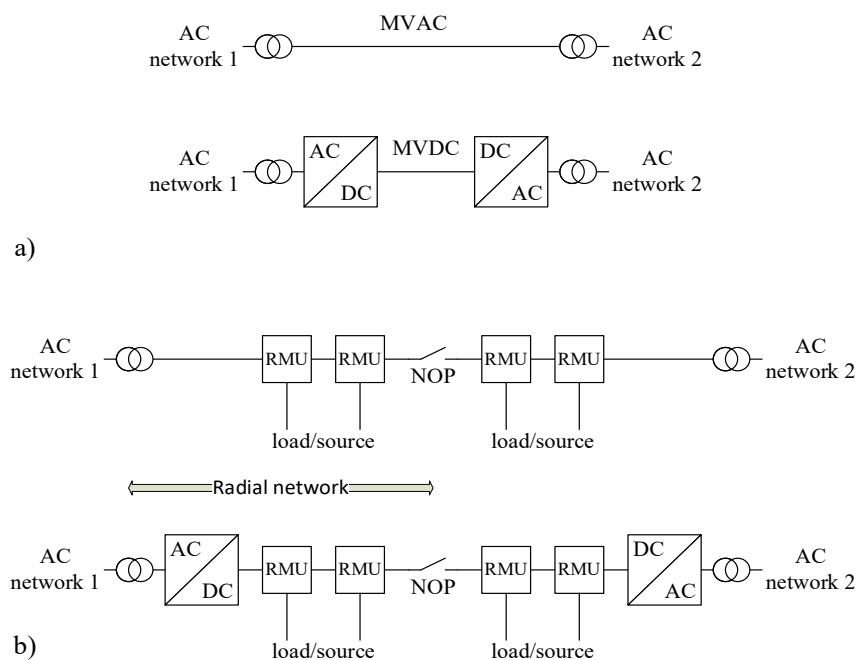 MVAC
AC
network 1
AC
network 2
MVDC
AC
network 1
AC
DC
DC
AC
AC
network 2
a)
AC
network 1
RMU
RMU
NOP
RMU
RMU
AC
network 2
load/source
load/source
Radial network
AC
network 1
AC
DC
RMU
RMU
NOP
RMU
RMU
DC
AC
AC
network 2
load/source
load/source
b)